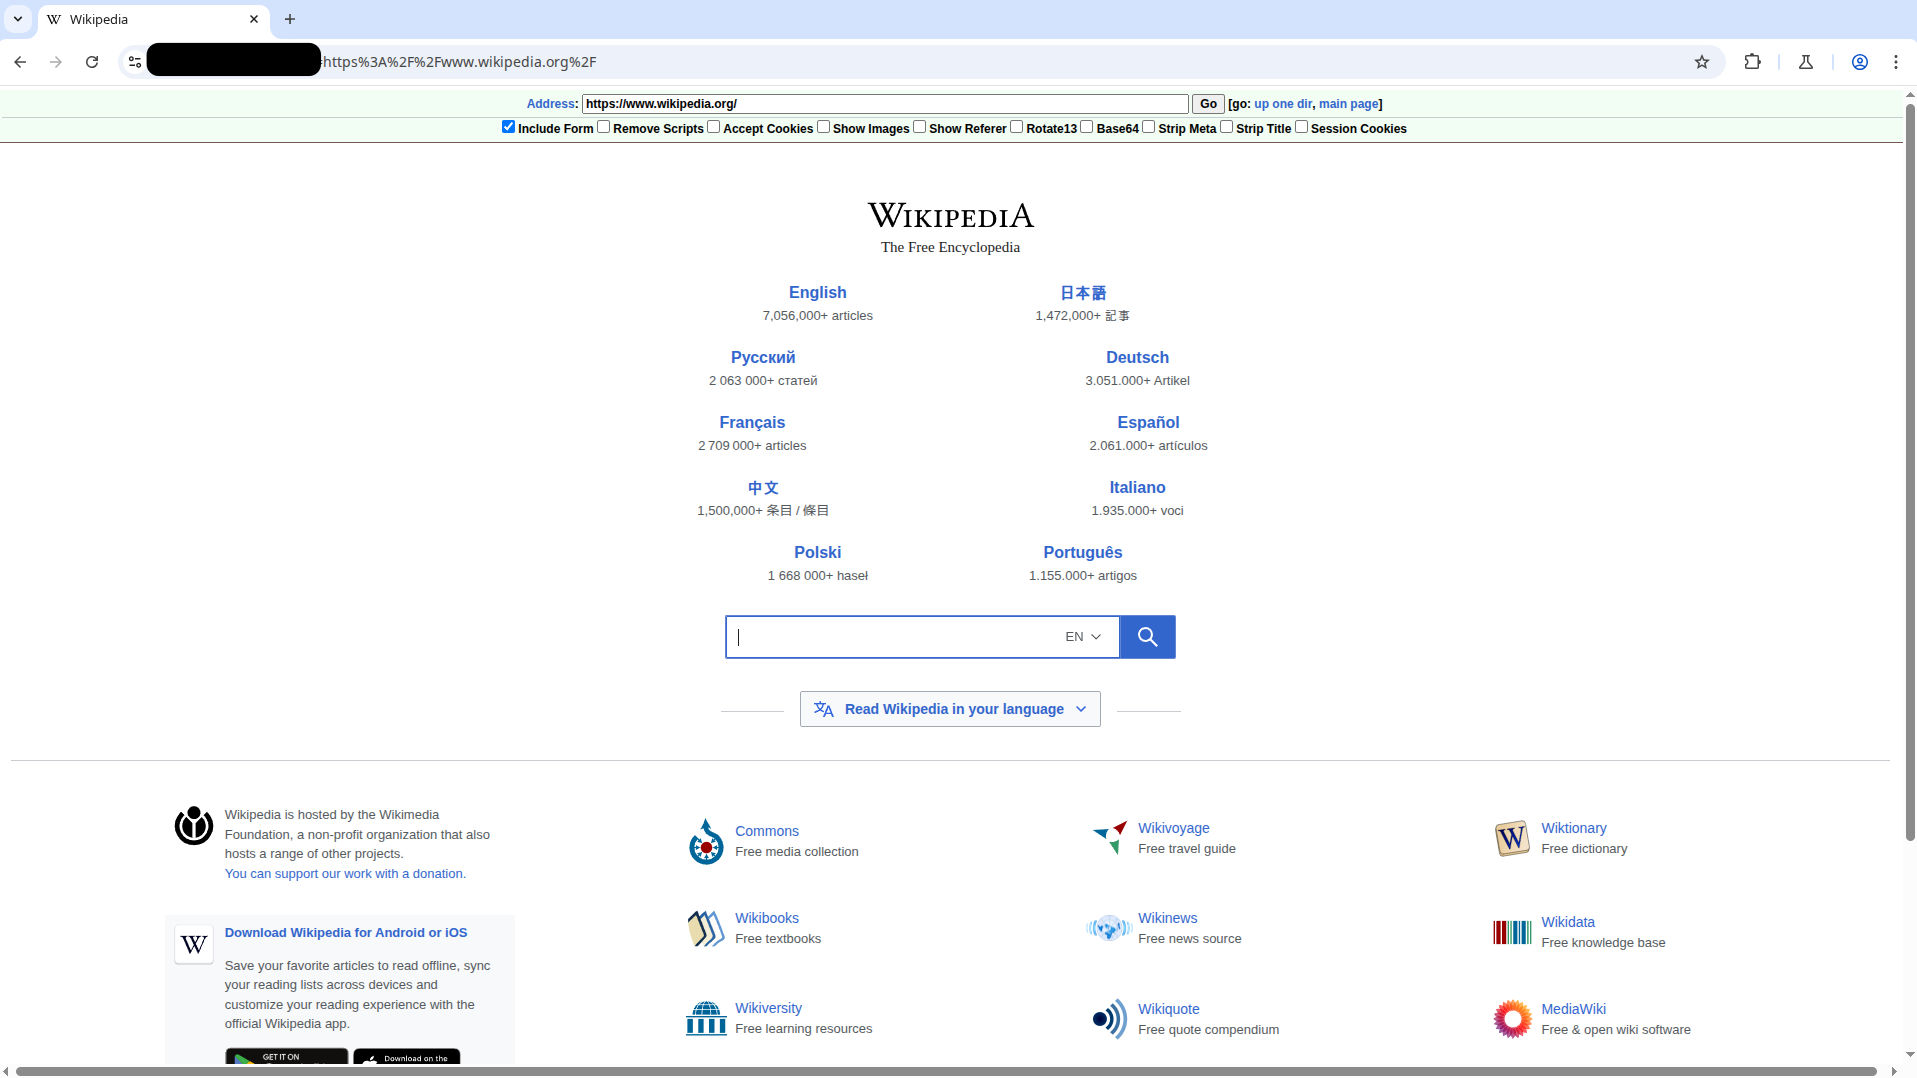 Wikipedia
https%3A%2F%2Fwww.wikipedia.org%2F
Address: https://www.wikipedia.org/ Go [go: up one dir, main page]
Include Form Remove Scripts Accept Cookies Show Images Show Referer Rotate13 Base64 Strip Meta Strip Title Session Cookies
WIKIPEDIA
The Free Encyclopedia
English
7,056,000+ articles
日本語
1,472,000+ 記事
Русский
2 063 000+ статей
Deutsch
3.051.000+ Artikel
Français
2 709 000+ articles
Español
2.061.000+ artículos
中文
1,500,000+ 条目 / 條目
Italiano
1.935.000+ voci
Polski
1 668 000+ haseł
Português
1.155.000+ artigos
EN
Read Wikipedia in your language
Wikipedia is hosted by the Wikimedia
Foundation, a non-profit organization that also
hosts a range of other projects.
You can support our work with a donation.
W
Download Wikipedia for Android or iOS
Save your favorite articles to read offline, sync
your reading lists across devices and
customize your reading experience with the
official Wikipedia app.
GET IT ON
Download on the
Commons
Free media collection
Wikivoyage
Free travel guide
Wiktionary
Free dictionary
Wikibooks
Free textbooks
Wikinews
Free news source
Wikidata
Free knowledge base
Wikiversity
Free learning resources
Wikiquote
Free quote compendium
MediaWiki
Free & open wiki software